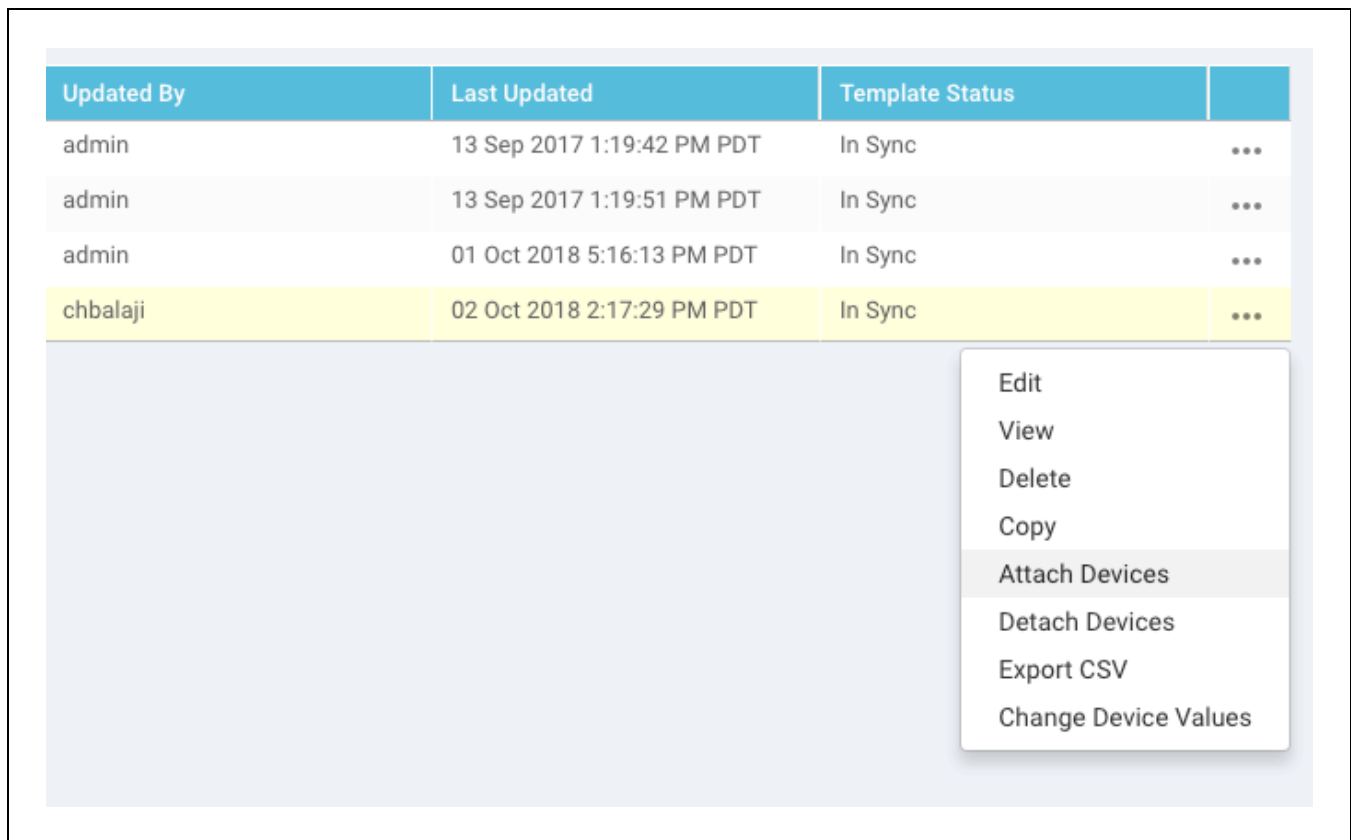 Updated By Last Updated Template Status
admin 13 Sep 2017 1:19:42 PM PDT In Sync
admin 13 Sep 2017 1:19:51 PM PDT In Sync
admin 01 Oct 2018 5:16:13 PM PDT In Sync
chbalaji 02 Oct 2018 2:17:29 PM PDT In Sync
Edit
View
Delete
Copy
Attach Devices
Detach Devices
Export CSV
Change Device Values